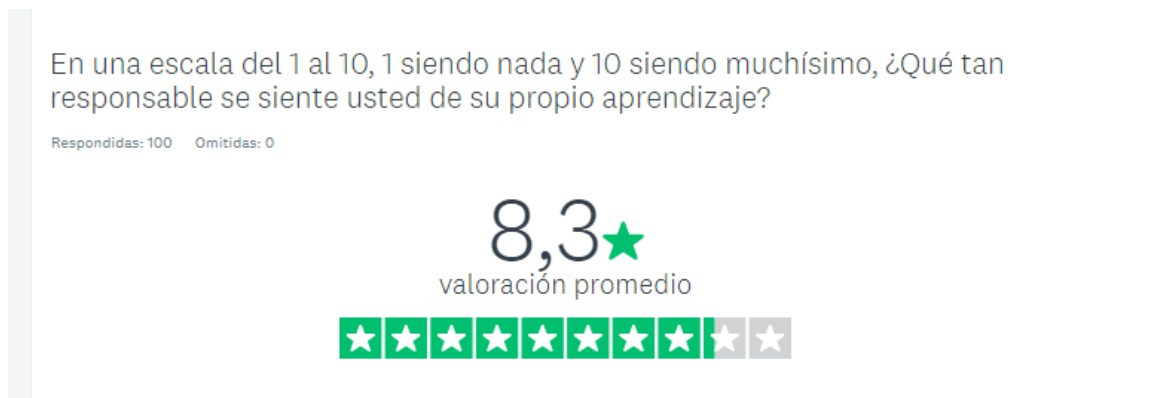 En una escala del 1 al 10, 1 siendo nada y 10 siendo muchísimo, ¿Qué tan
responsable se siente usted de su propio aprendizaje?
Respondidas: 100 Omitidas: 0
8,3
valoración promedio